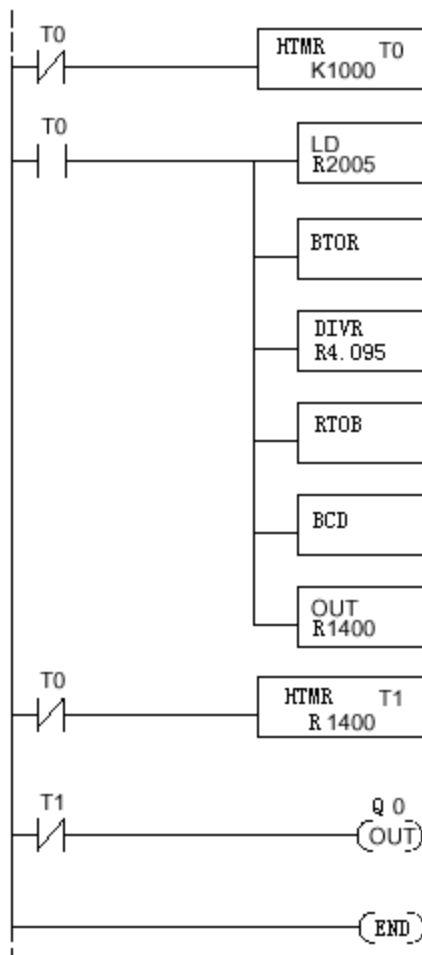 T0
HTMR T0
K1000
T0
LD
R2005
BTOR
DIVR
R4.095
RTOB
BCD
OUT
R1400
T0
HTMR T1
R 1400
T1
Q 0
OUT
END